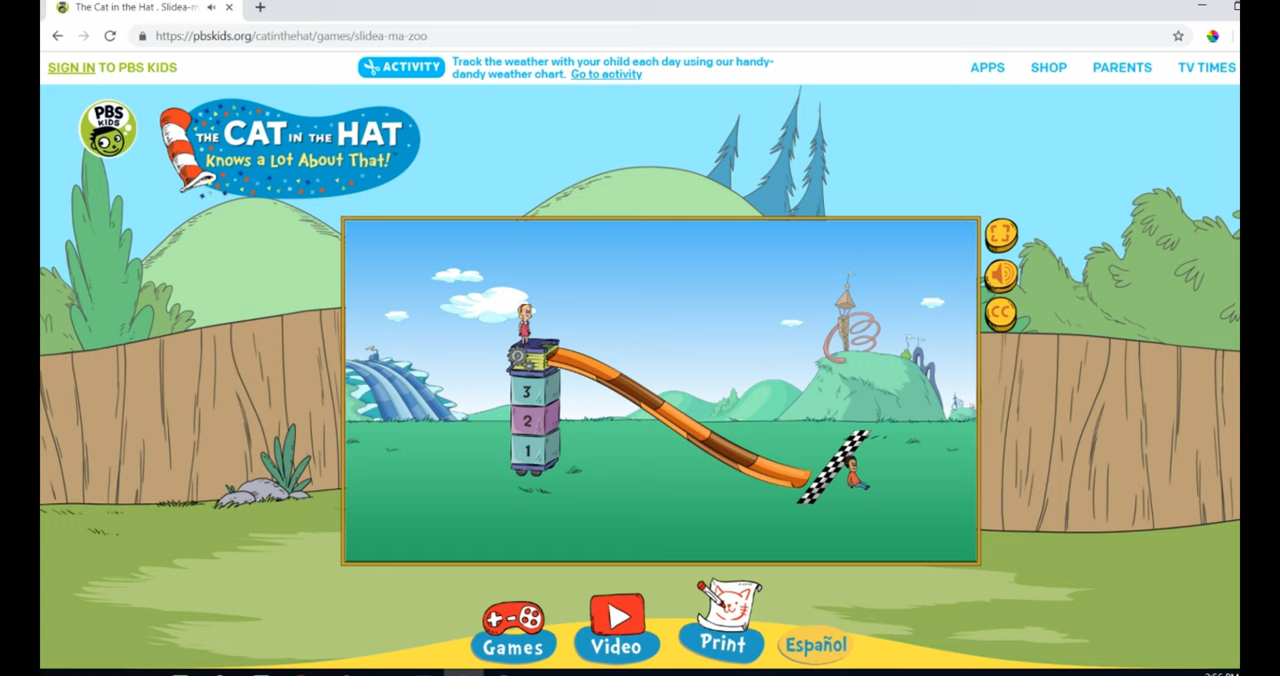 The Cat in the Hat . Slidea-m
https://pbskids.org/catinthehat/games/slidea-ma-zoo
SIGN IN TO PBS KIDS
ACTIVITY
Track the weather with your child each day using our handy-
dandy weather chart. Go to activity
APPS
SHOP
PARENTS
TV TIMES
PBS
KIDS
THE CAT IN THE HAT
Knows a Lot About That!
CC
3
2
1
Games
Video
Print
Español